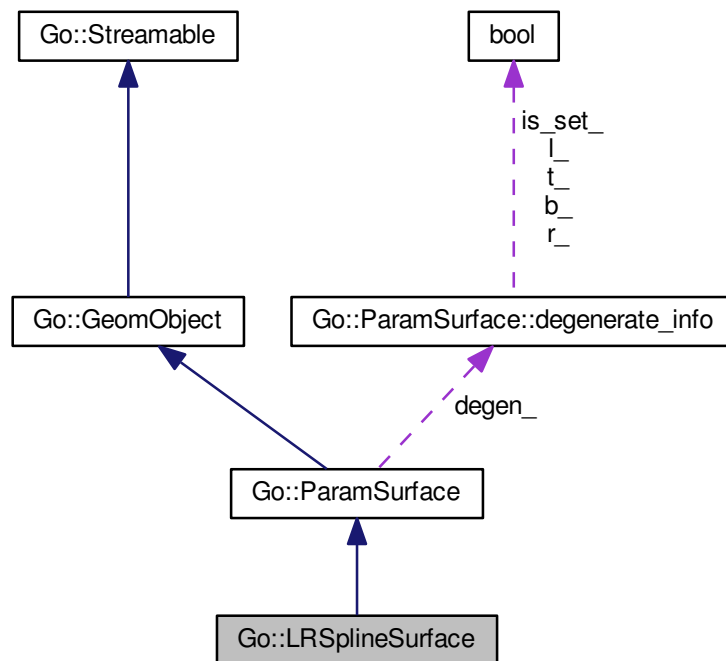 Go::Streamable
bool
is_set_
l_
t_
b_
r_
Go::GeomObject
Go::ParamSurface::degenerate_info
degen_
Go::ParamSurface
Go::LRSplineSurface